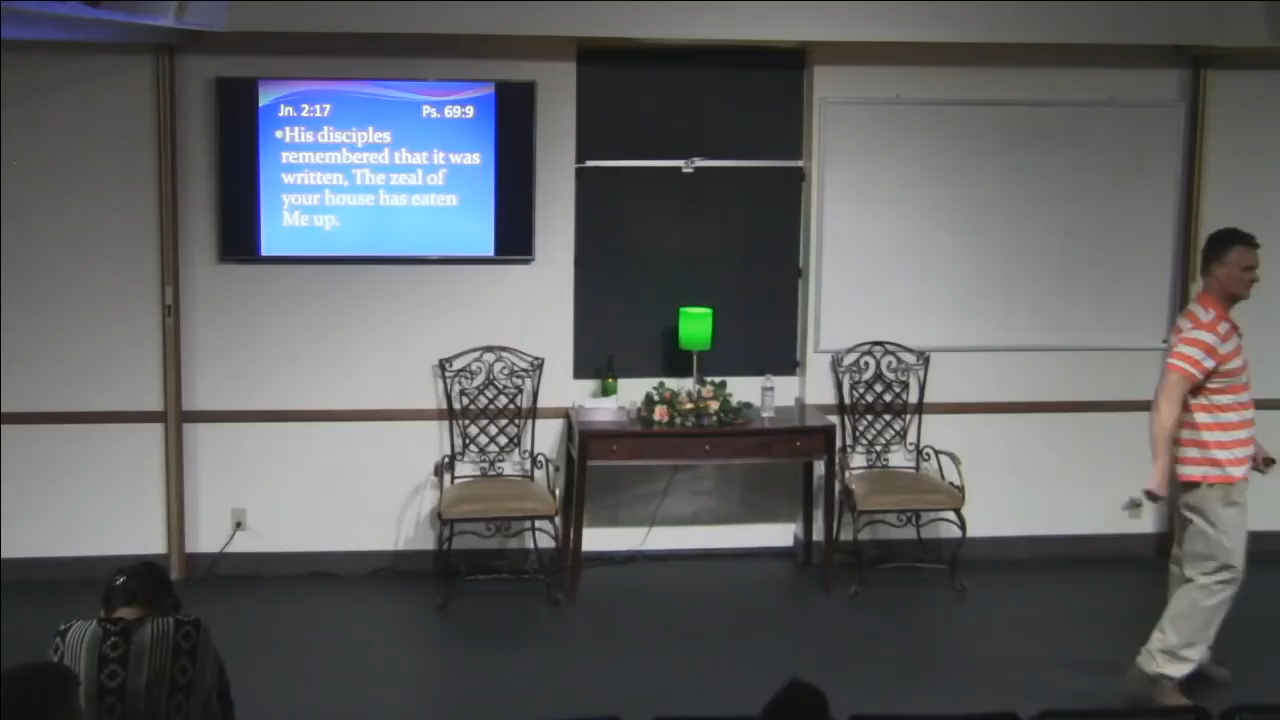 Jn. 2:17 Ps. 69:9
•His disciples
remembered that it was
written, The zeal of
your house has eaten
Me up.